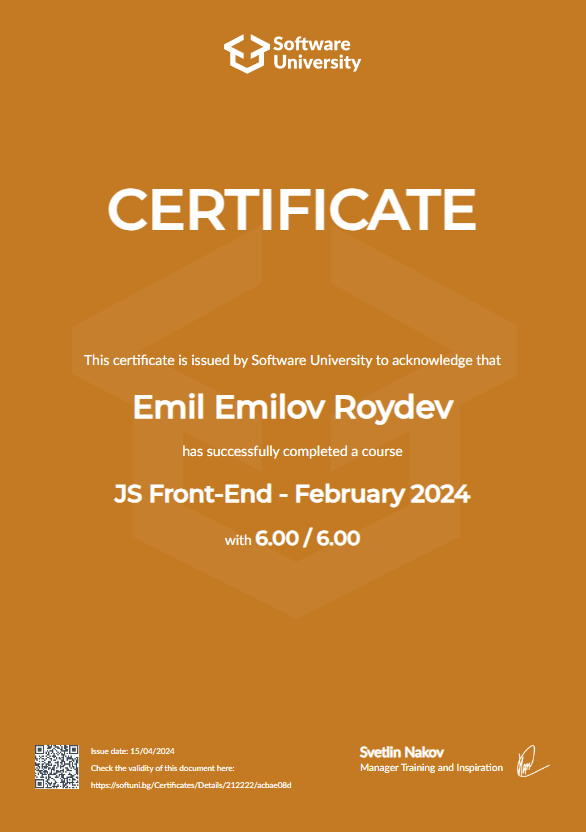 Software
University
CERTIFICATE
This certificate is issued by Software University to acknowledge that
Emil Emilov Roydev
has successfully completed a course
JS Front-End - February 2024
with 6.00 / 6.00
Issue date: 15/04/2024
Check the validity of this document here:
https://softuni.bg/Certificates/Details/212222/acbae08d
Svetlin Nakov
Manager Training and Inspiration